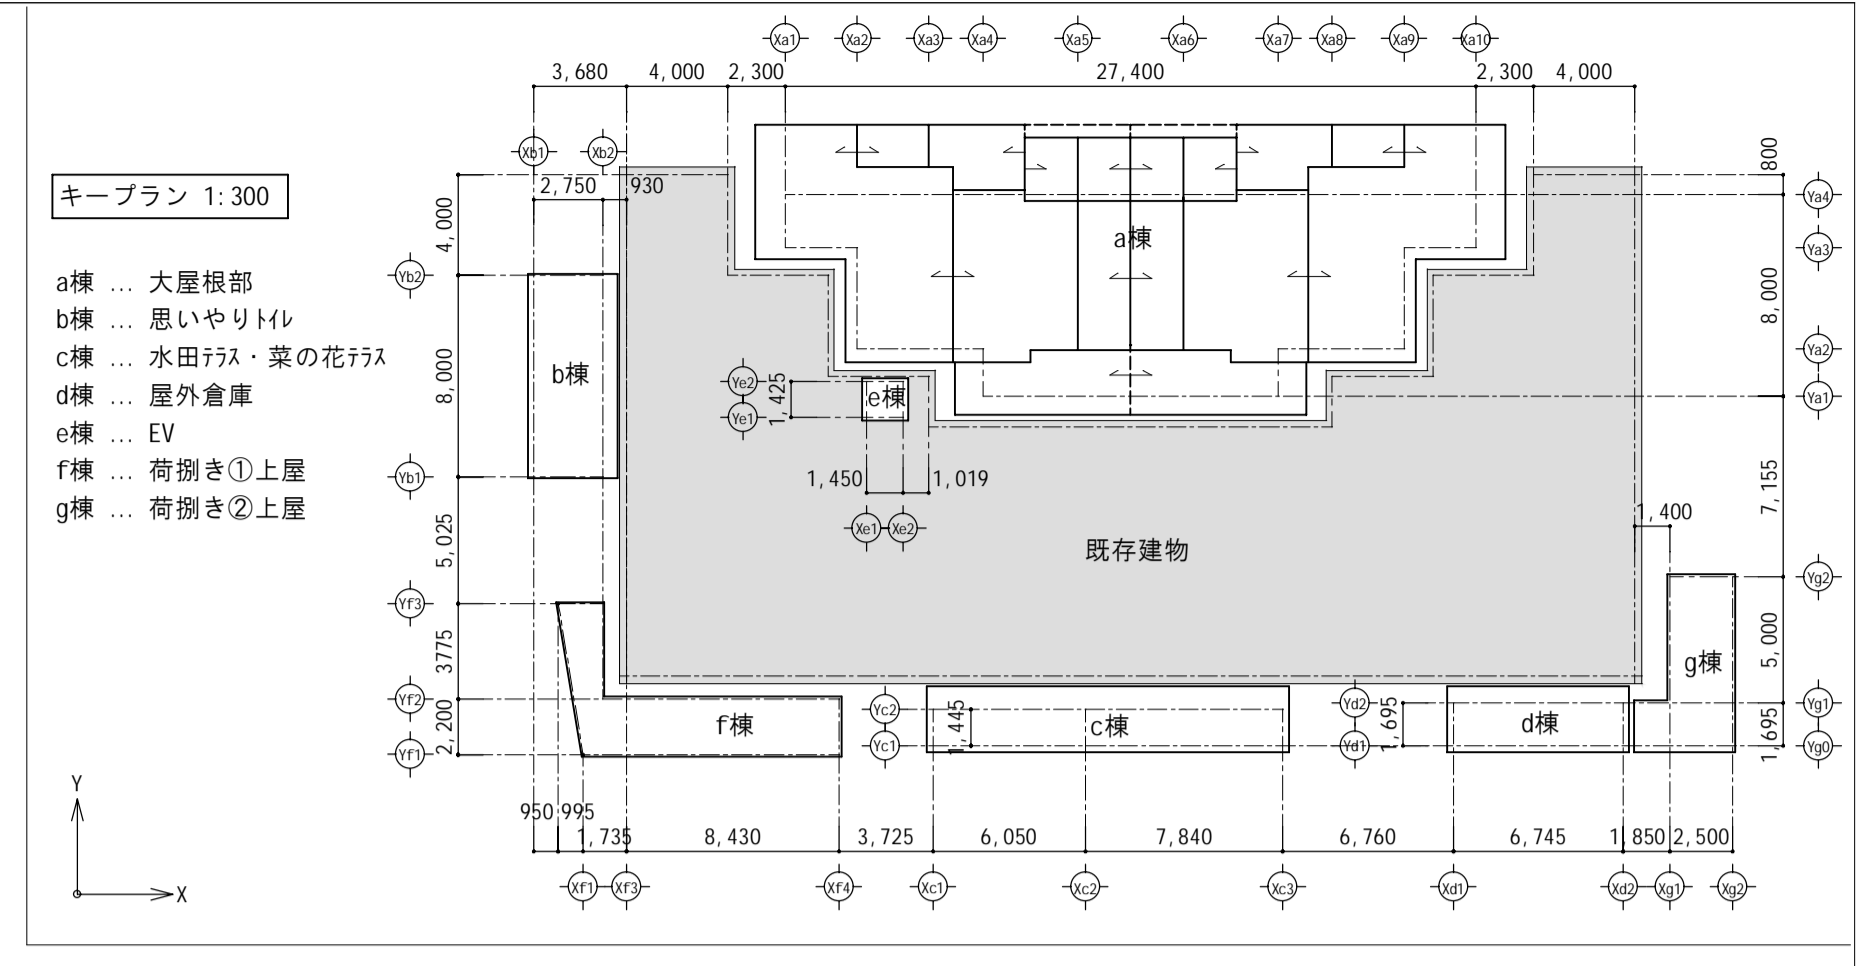 Xa1 Xa2 Xa3 Xa4 Xa5 Xa6 Xa7 Xa8 Xa9 Xa10
3,680 4,000 2,300 27,400 2,300 4,000
Xb1 Xb2
800
キープラン 1:300
2,750 930
Ya4
4,000
a棟
Ya3
Yb2
a棟 … 大屋根部
8,000
b棟 … 思いやりトイレ
Ya2
c棟 … 水田テラス・菜の花テラス
8,000
b棟
Ye2
1,425
e棟
d棟 … 屋外倉庫
Ya1
Ye1
e棟 … EV
f棟 … 荷捌き①上屋
Yb1
1,450 1,019
7,155
g棟 … 荷捌き②上屋
1,400
Xe1 Xe2
5,025
既存建物
Yg2
Yf3
3775
5,000
g棟
Yf2
Yc2
Yd2
Yg1
2,200
f棟
1,445
c棟
1,695
d棟
1,695
Yf1
Yc1
Yd1
Yg0
Y
950 995
1,735 8,430 3,725 6,050 7,840 6,760 6,745 1,850 2,500
X
Xf1 Xf3 Xf4 Xc1 Xc2 Xc3 Xd1 Xd2 Xg1 Xg2